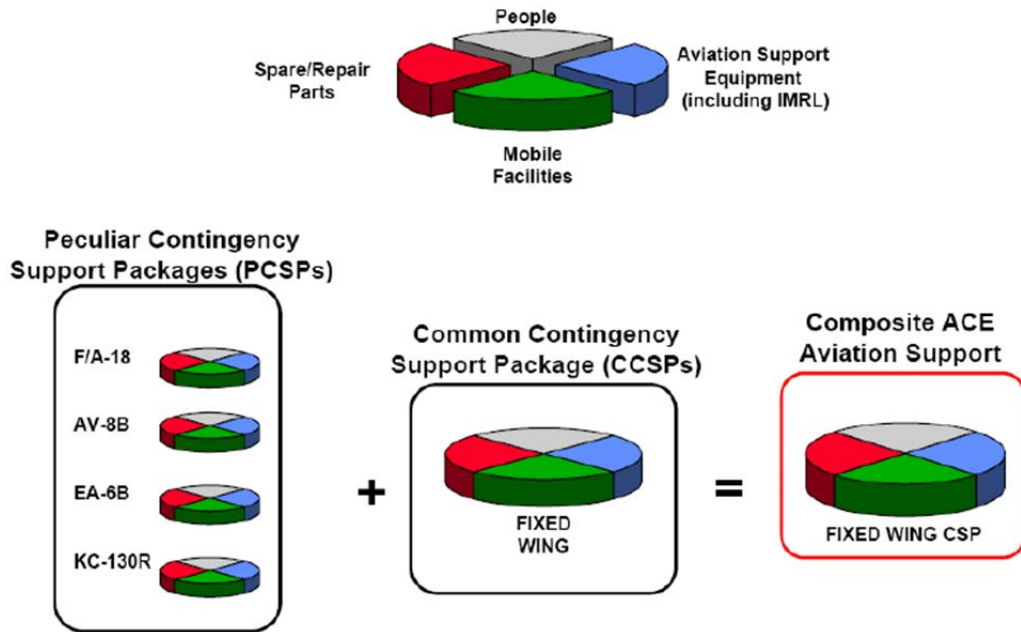 People
Spare/Repair
Parts
Aviation Support
Equipment
(including IMRL)
Mobile
Facilities
Peculiar Contingency
Support Packages (PCSPs)
F/A-18
AV-8B
EA-6B
KC-130R
+
Common Contingency
Support Package (CCSPs)
FIXED
WING
=
Composite ACE
Aviation Support
FIXED WING CSP